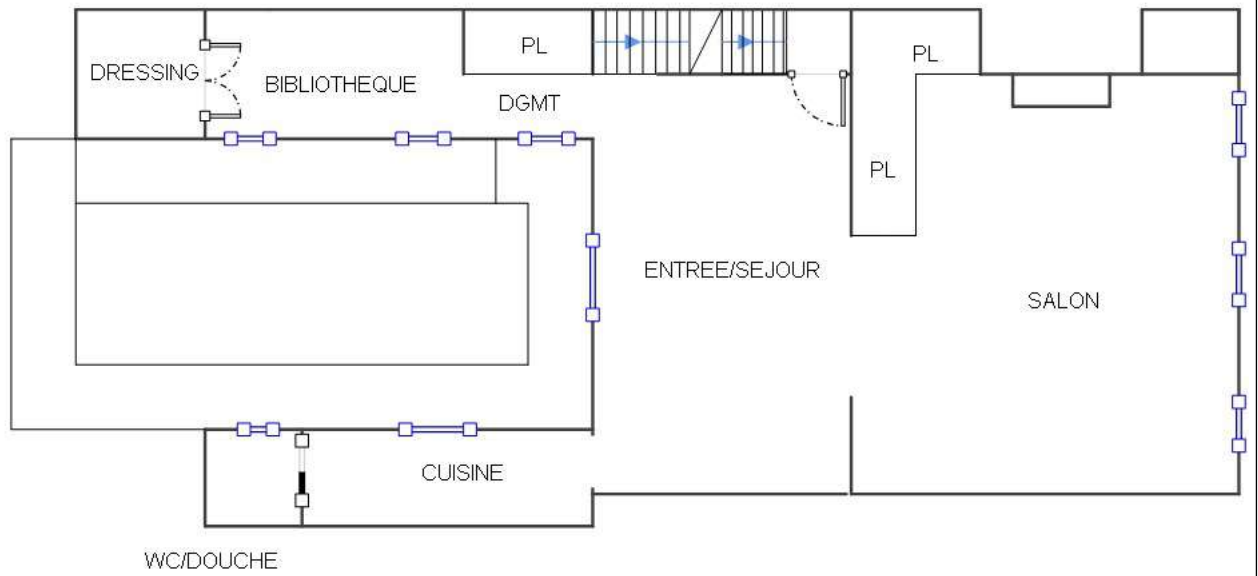 PL
PL
DRESSING
BIBLIOTHEQUE
DGMT
PL
ENTREE/SEJOUR
SALON
CUISINE
WC/DOUCHE